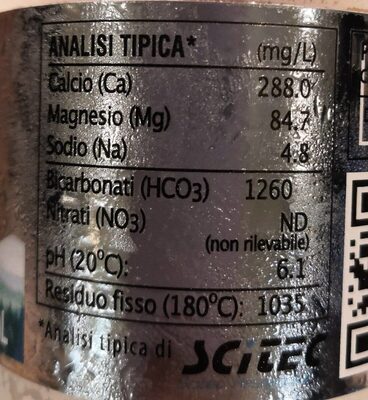 ANALISI TIPICA* (mg/L)
Calcio (Ca) 288.0
Magnesio (Mg) 84.7
Sodio (Na) 4.8
Bicarbonati (HCO3) 1260
Nitrati (NO3) ND
(non rilevabile)
pH (20°C): 6.1
Residuo fisso (180°C): 1035
*Analisi tipica di SCITEC